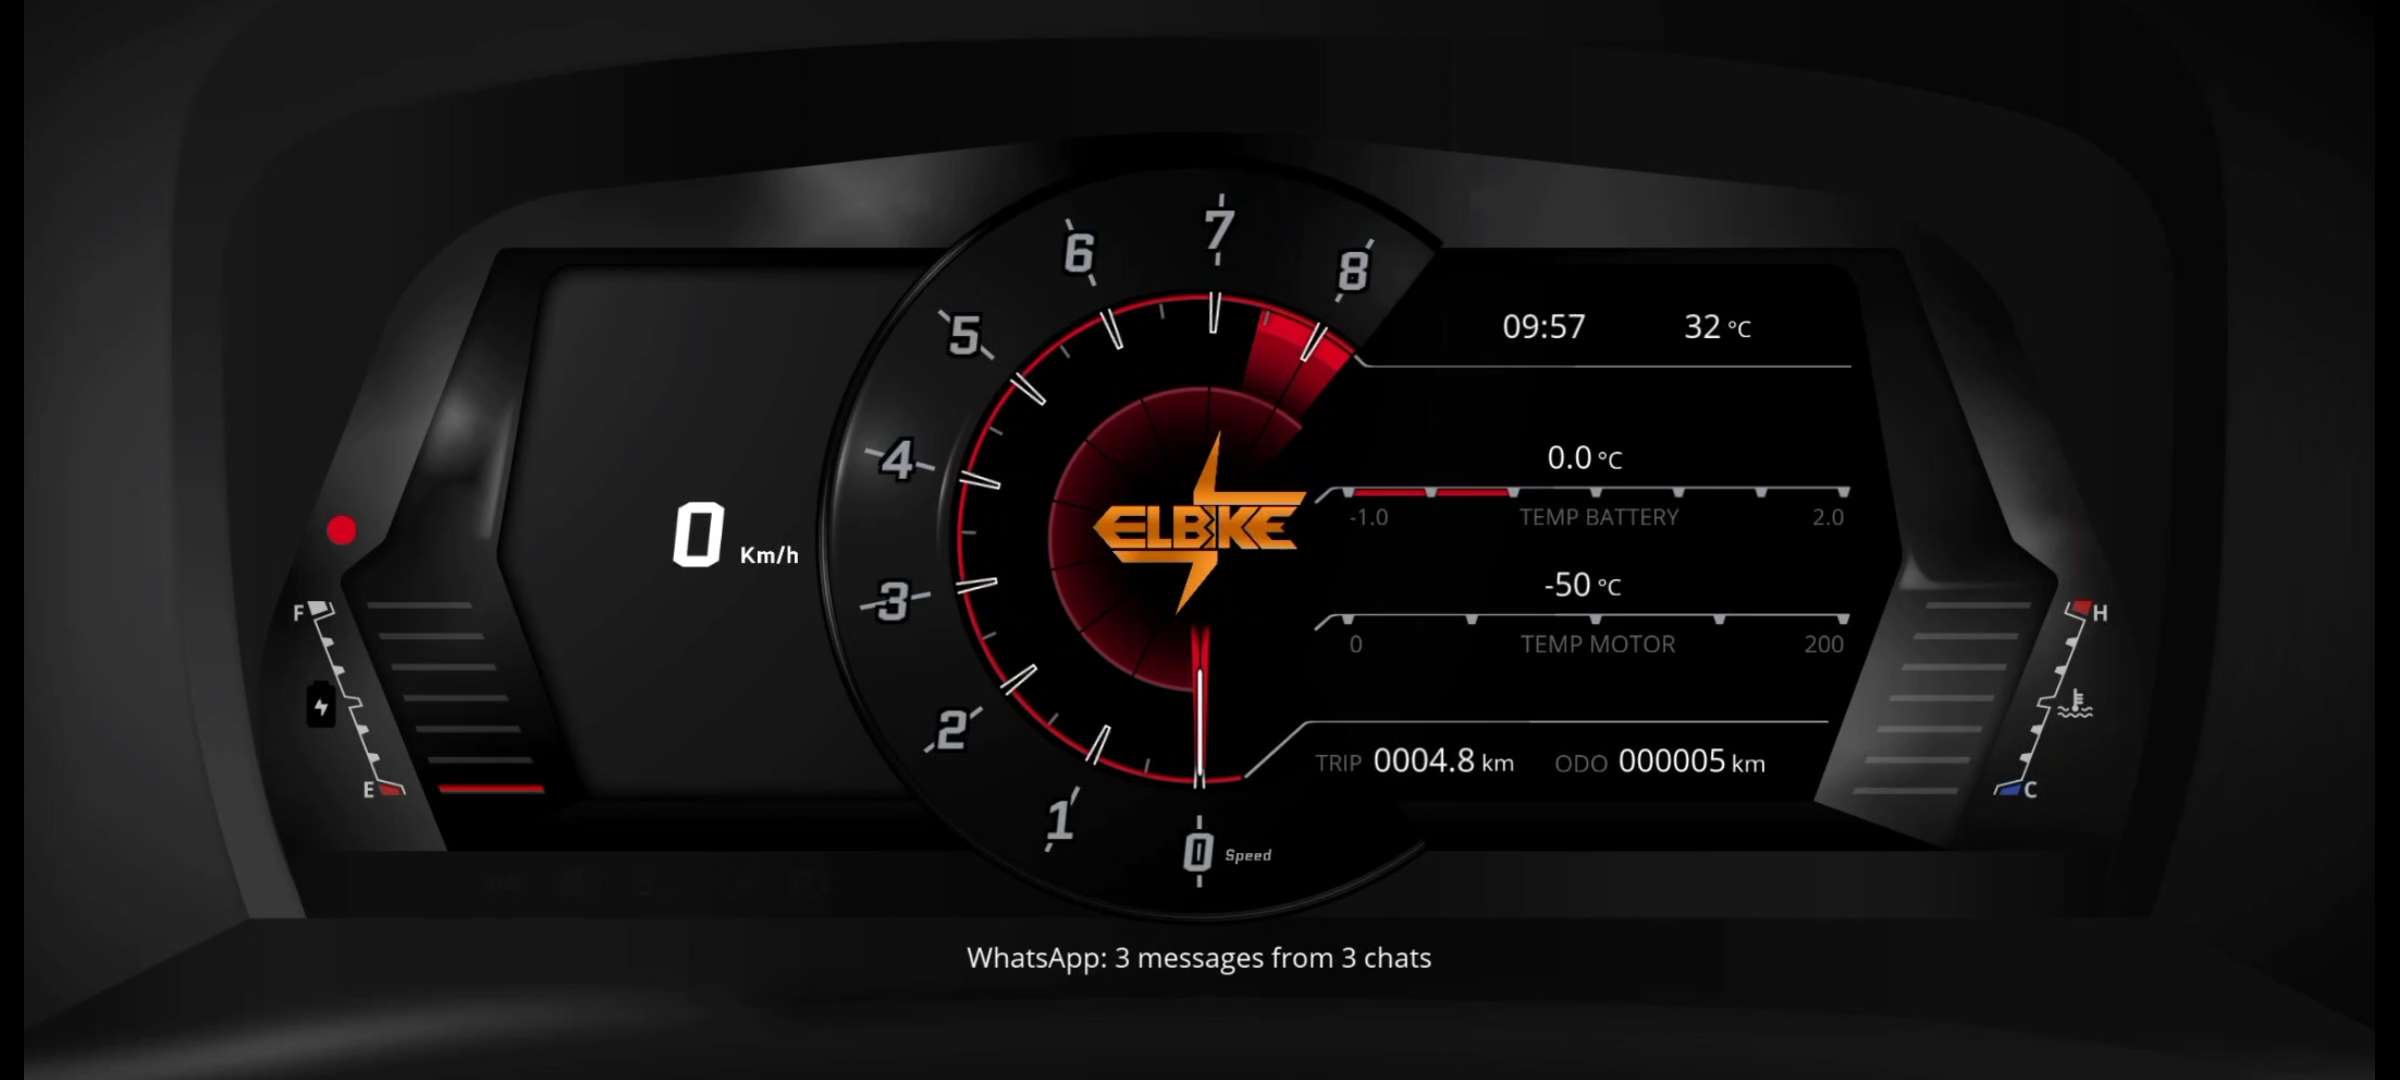 7
6
8
5
09:57 32 °C
4
0.0 °C
-1.0 TEMP BATTERY 2.0
ELBIKE
0 Km/h
-50 °C
3
F
H
0 TEMP MOTOR 200
2
TRIP 0004.8 km ODO 000005 km
E
C
1
0 Speed
WhatsApp: 3 messages from 3 chats